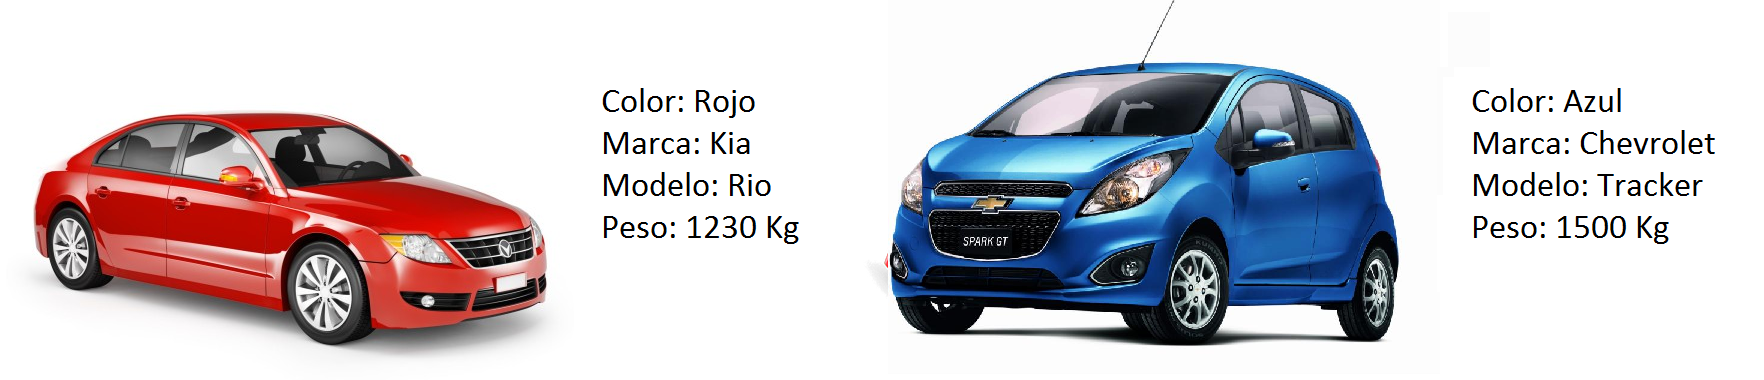 Color: Rojo
Marca: Kia
Modelo: Rio
Peso: 1230 Kg
SPARK GT
Color: Azul
Marca: Chevrolet
Modelo: Tracker
Peso: 1500 Kg